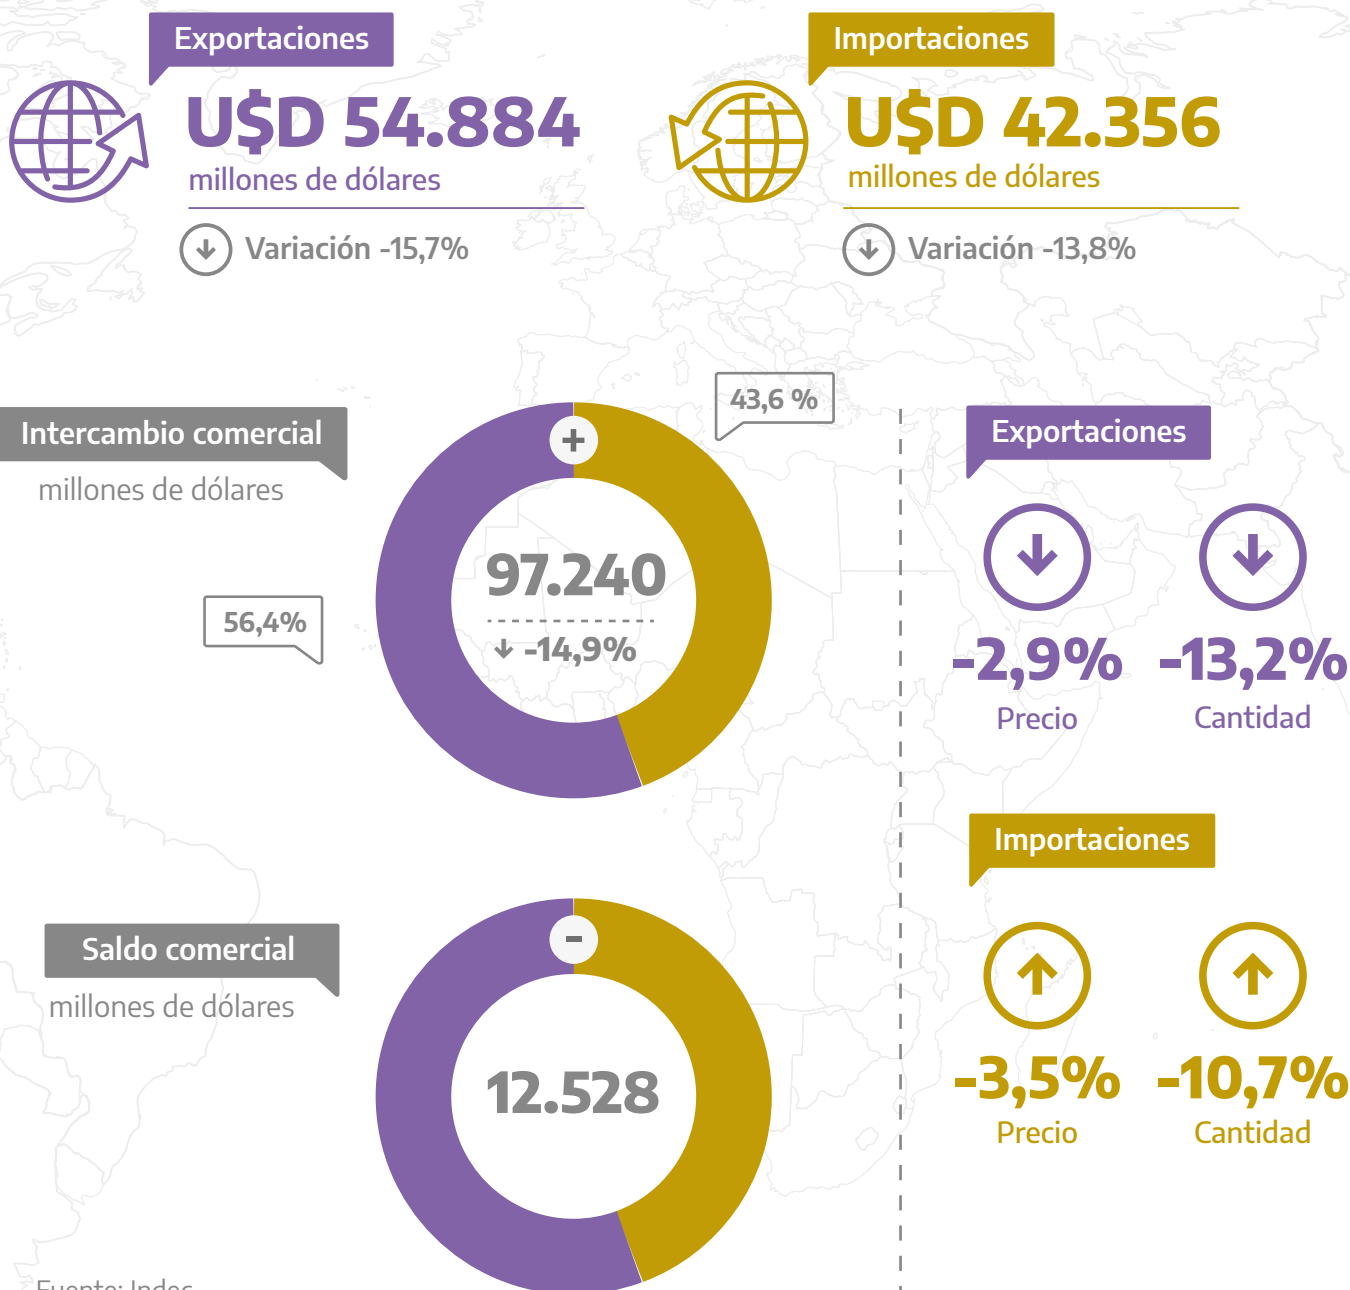 Exportaciones
U$D 54.884
millones de dólares
Variación -15,7%
Importaciones
U$D 42.356
millones de dólares
Variación -13,8%
Intercambio comercial
millones de dólares
43,6 %
56,4%
97.240
-14,9%
Saldo comercial
millones de dólares
-
12.528
+
Exportaciones
-2,9%
Precio
-13,2%
Cantidad
Importaciones
-3,5%
Precio
-10,7%
Cantidad
Fuente: Indec